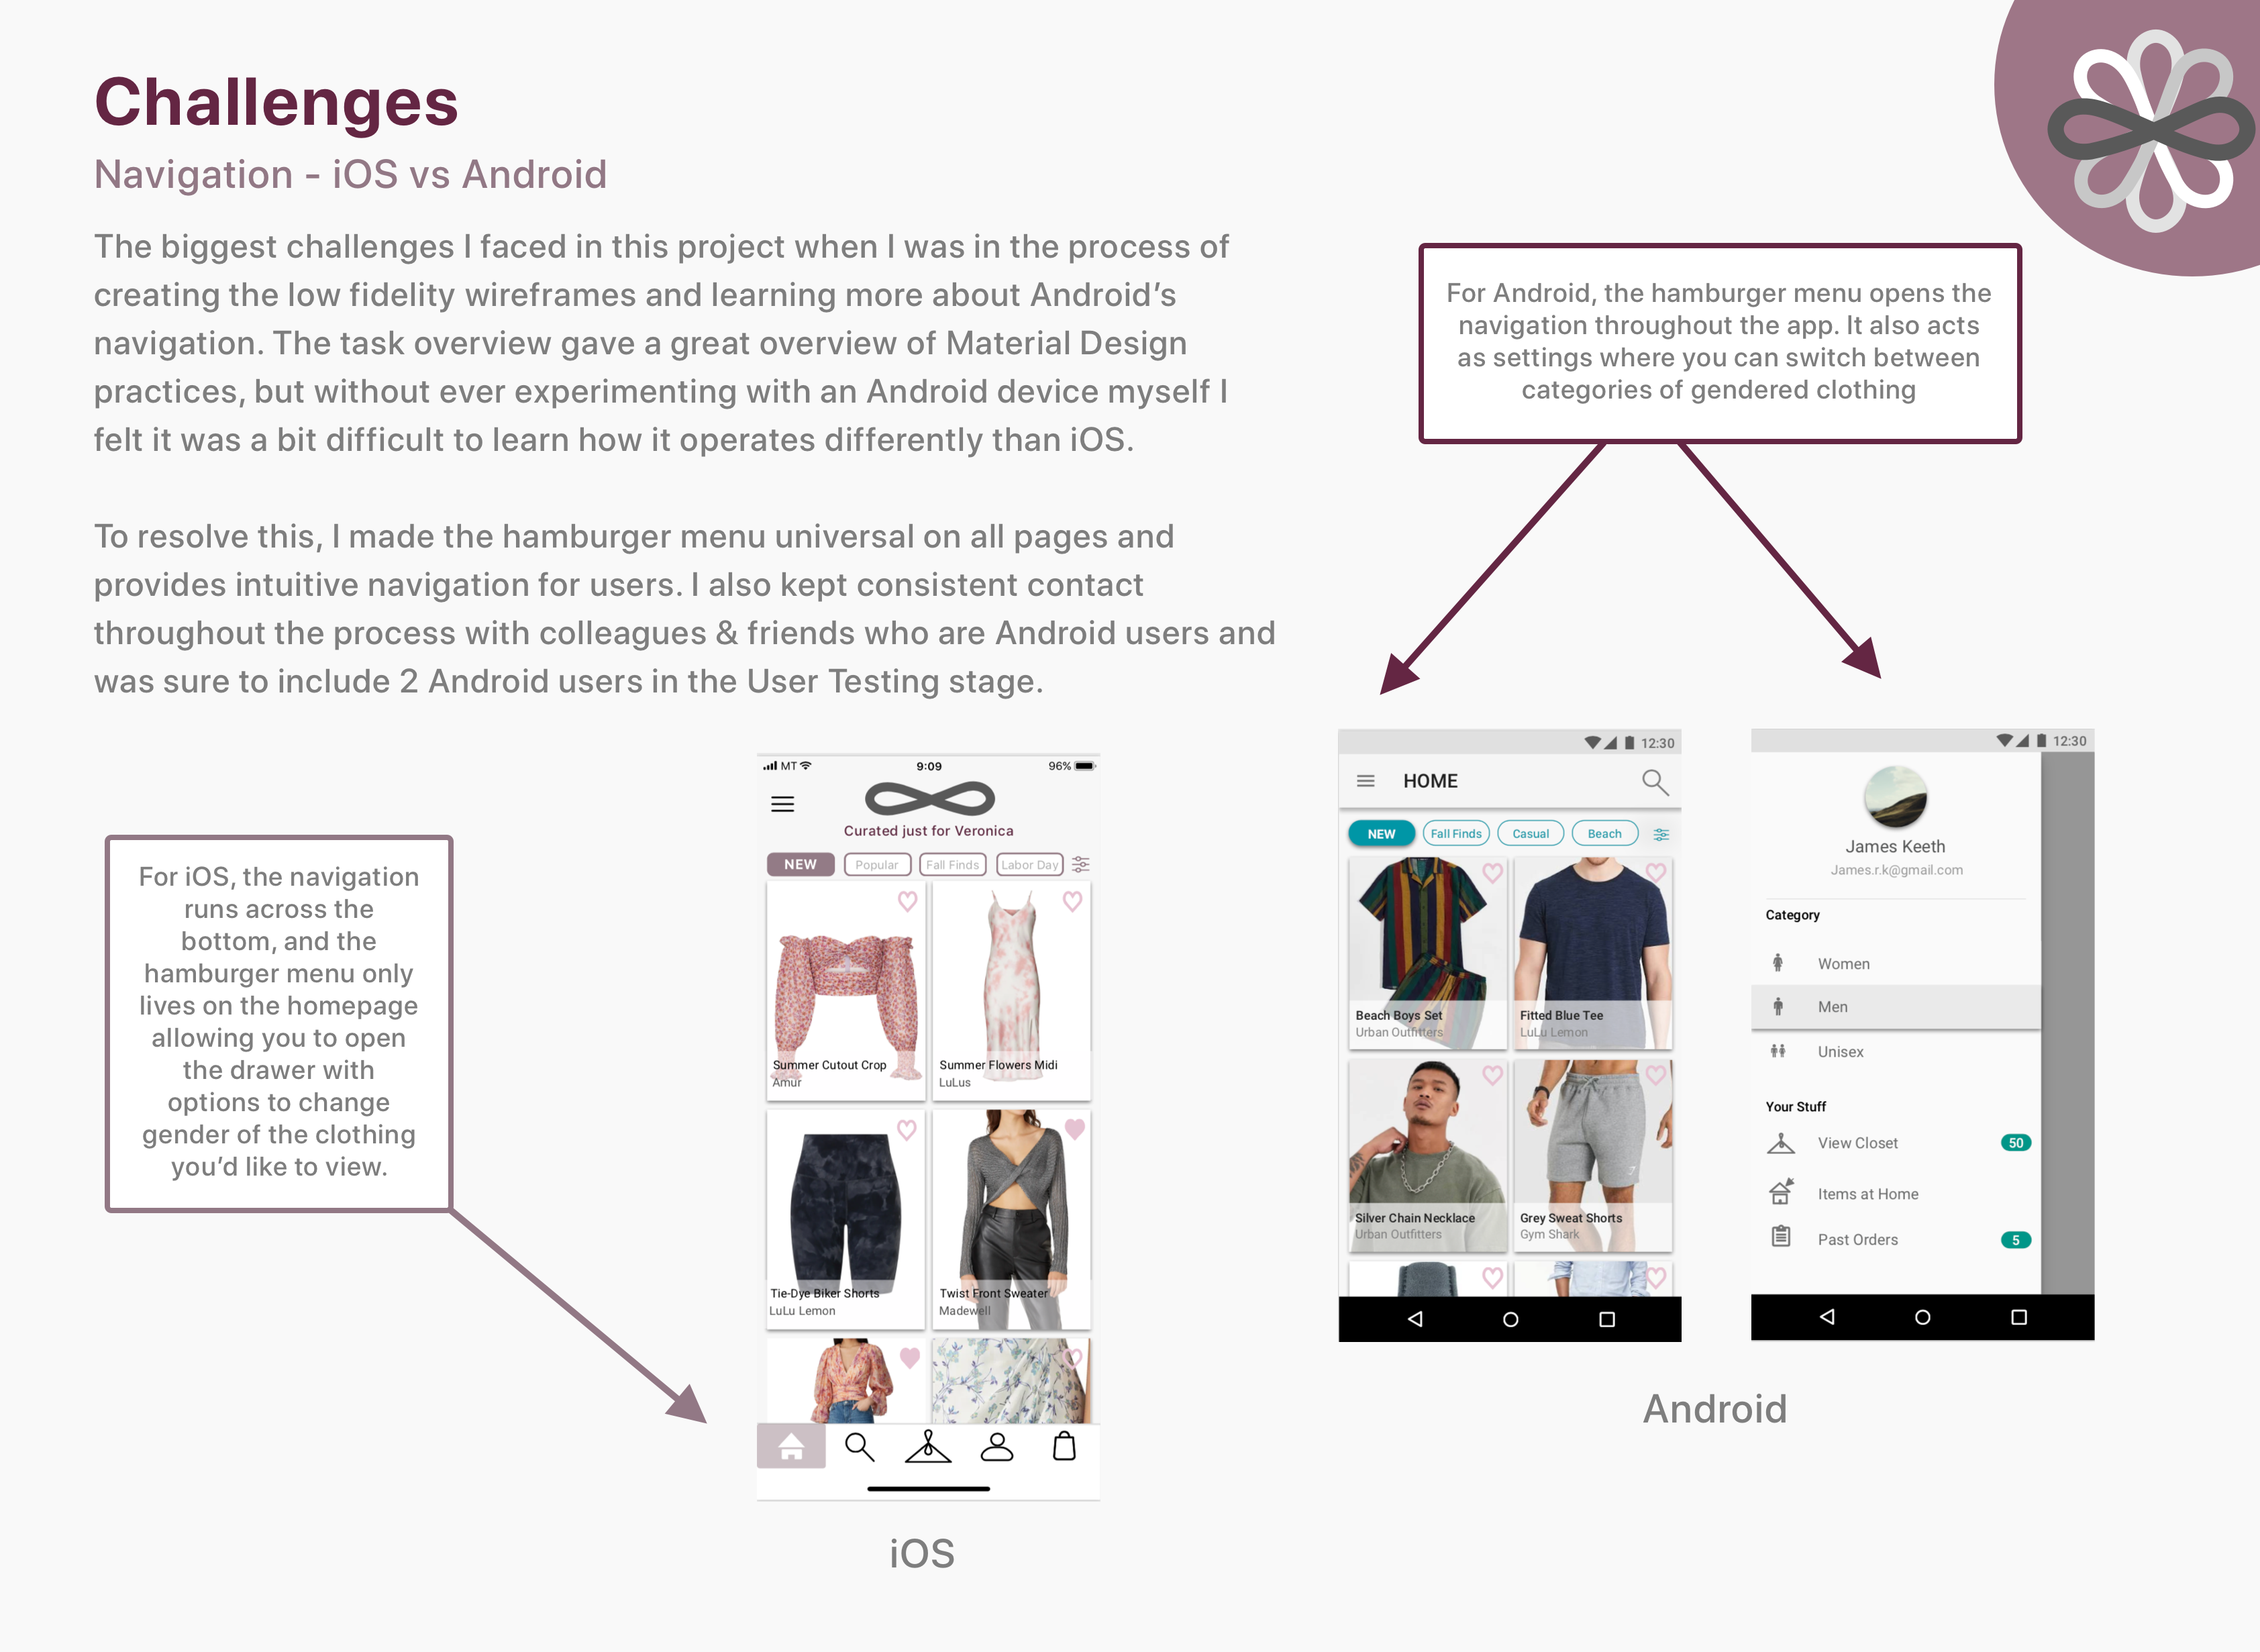 Challenges
Navigation - iOS vs Android
The biggest challenges I faced in this project when I was in the process of
creating the low fidelity wireframes and learning more about Android's
navigation. The task overview gave a great overview of Material Design
practices, but without ever experimenting with an Android device myself I
felt it was a bit difficult to learn how it operates differently than iOS.
To resolve this, I made the hamburger menu universal on all pages and
provides intuitive navigation for users. I also kept consistent contact
throughout the process with colleagues & friends who are Android users and
was sure to include 2 Android users in the User Testing stage.
For Android, the hamburger menu opens the
navigation throughout the app. It also acts
as settings where you can switch between
categories of gendered clothing
For iOS, the navigation
runs across the
bottom, and the
hamburger menu only
lives on the homepage
allowing you to open
the drawer with
options to change
gender of the clothing
you'd like to view.
MT 9:09 96%
Curated just for Veronica
NEW Popular Fall Finds Labor Day
Summer Cutout Crop
Amur
Summer Flowers Midi
LuLus
Tie-Dye Biker Shorts
LuLu Lemon
Twist Front Sweater
Madewell
iOS
12:30
HOME
NEW Fall Finds Casual Beach
Beach Boys Set
Urban Outfitters
Fitted Blue Tee
LuLu Lemon
Silver Chain Necklace
Urban Outfitters
Grey Sweat Shorts
Gym Shark
12:30
James Keeth
James.r.k@gmail.com
Category
Women
Men
Unisex
Your Stuff
View Closet 50
Items at Home
Past Orders 5
Android